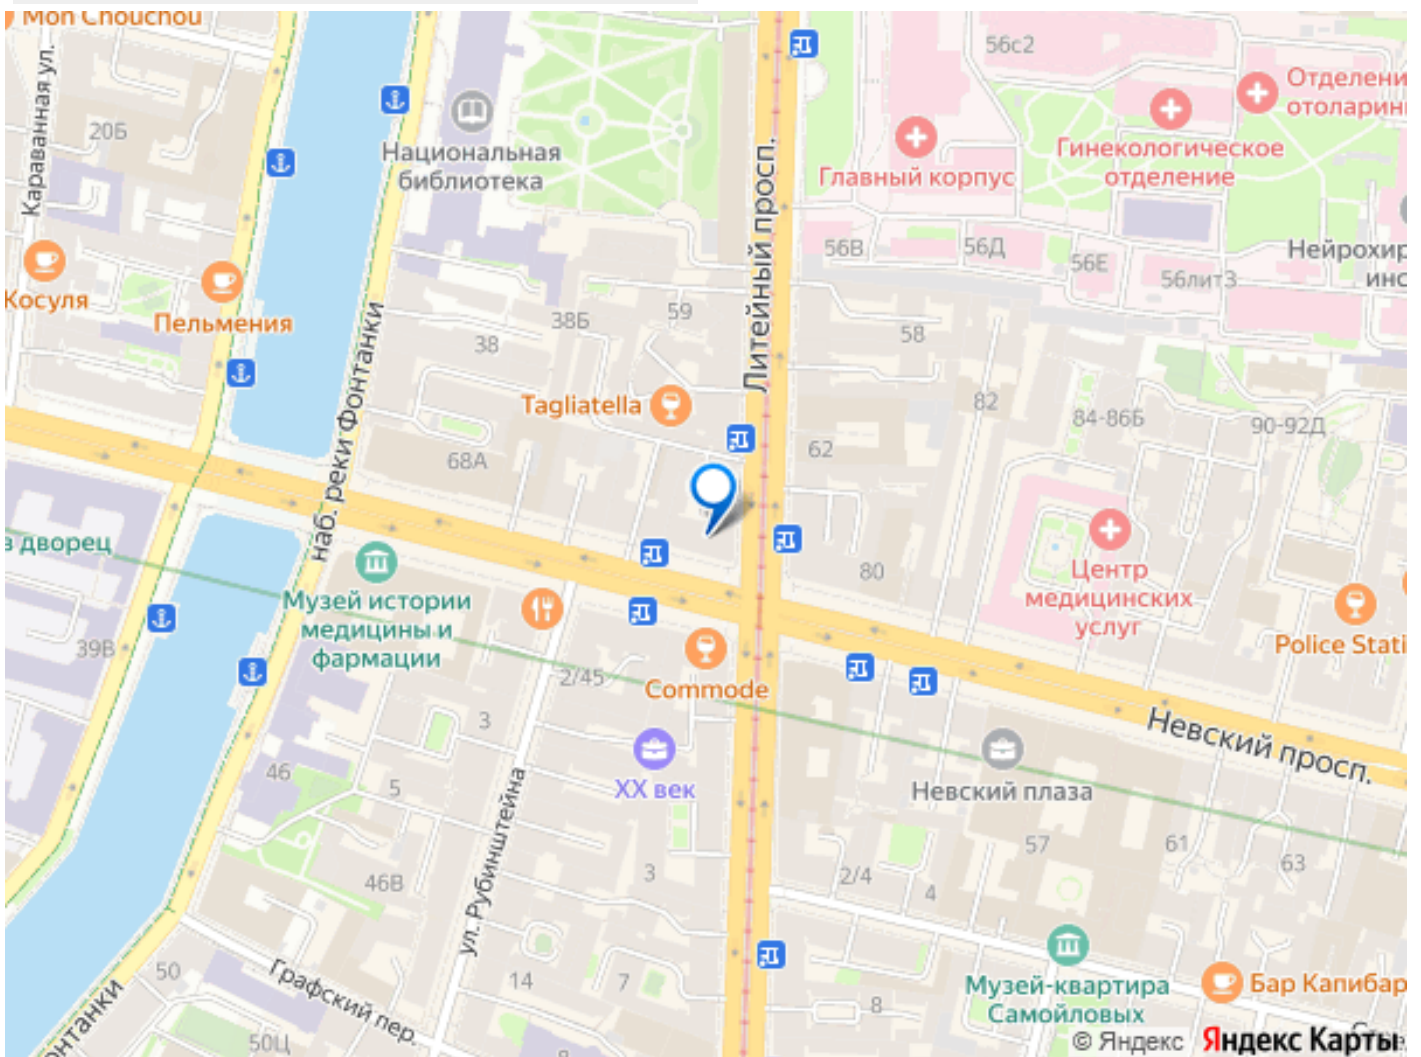 Mon Chouchou
Караванная ул.
20Б
Национальная
библиотека
Литейный просп.
56с2
Отделени
отоларин
Гинекологическое
отделение
Главный корпус
56В
56Д
56Е
56лит3
Нейрохир
инс
Косуля
Пельмения
наб. реки Фонтанки
38
38Б
59
58
Tagliatella
82
84-86Б
90-92Д
68А
62
80
в дворец
Музей истории
медицины и
фармации
Центр
медицинских
услуг
Police Stati
39В
2/45
Commode
3
Невский просп.
46
5
XX век
Невский плаза
ул. Рубинштейна
57
61
63
46В
3
2/4
4
50
Графский пер.
14
7
8
Музей-квартира
Самойловых
Бар Капибар
онтанки
50Ц
© Яндекс
Яндекс Карты